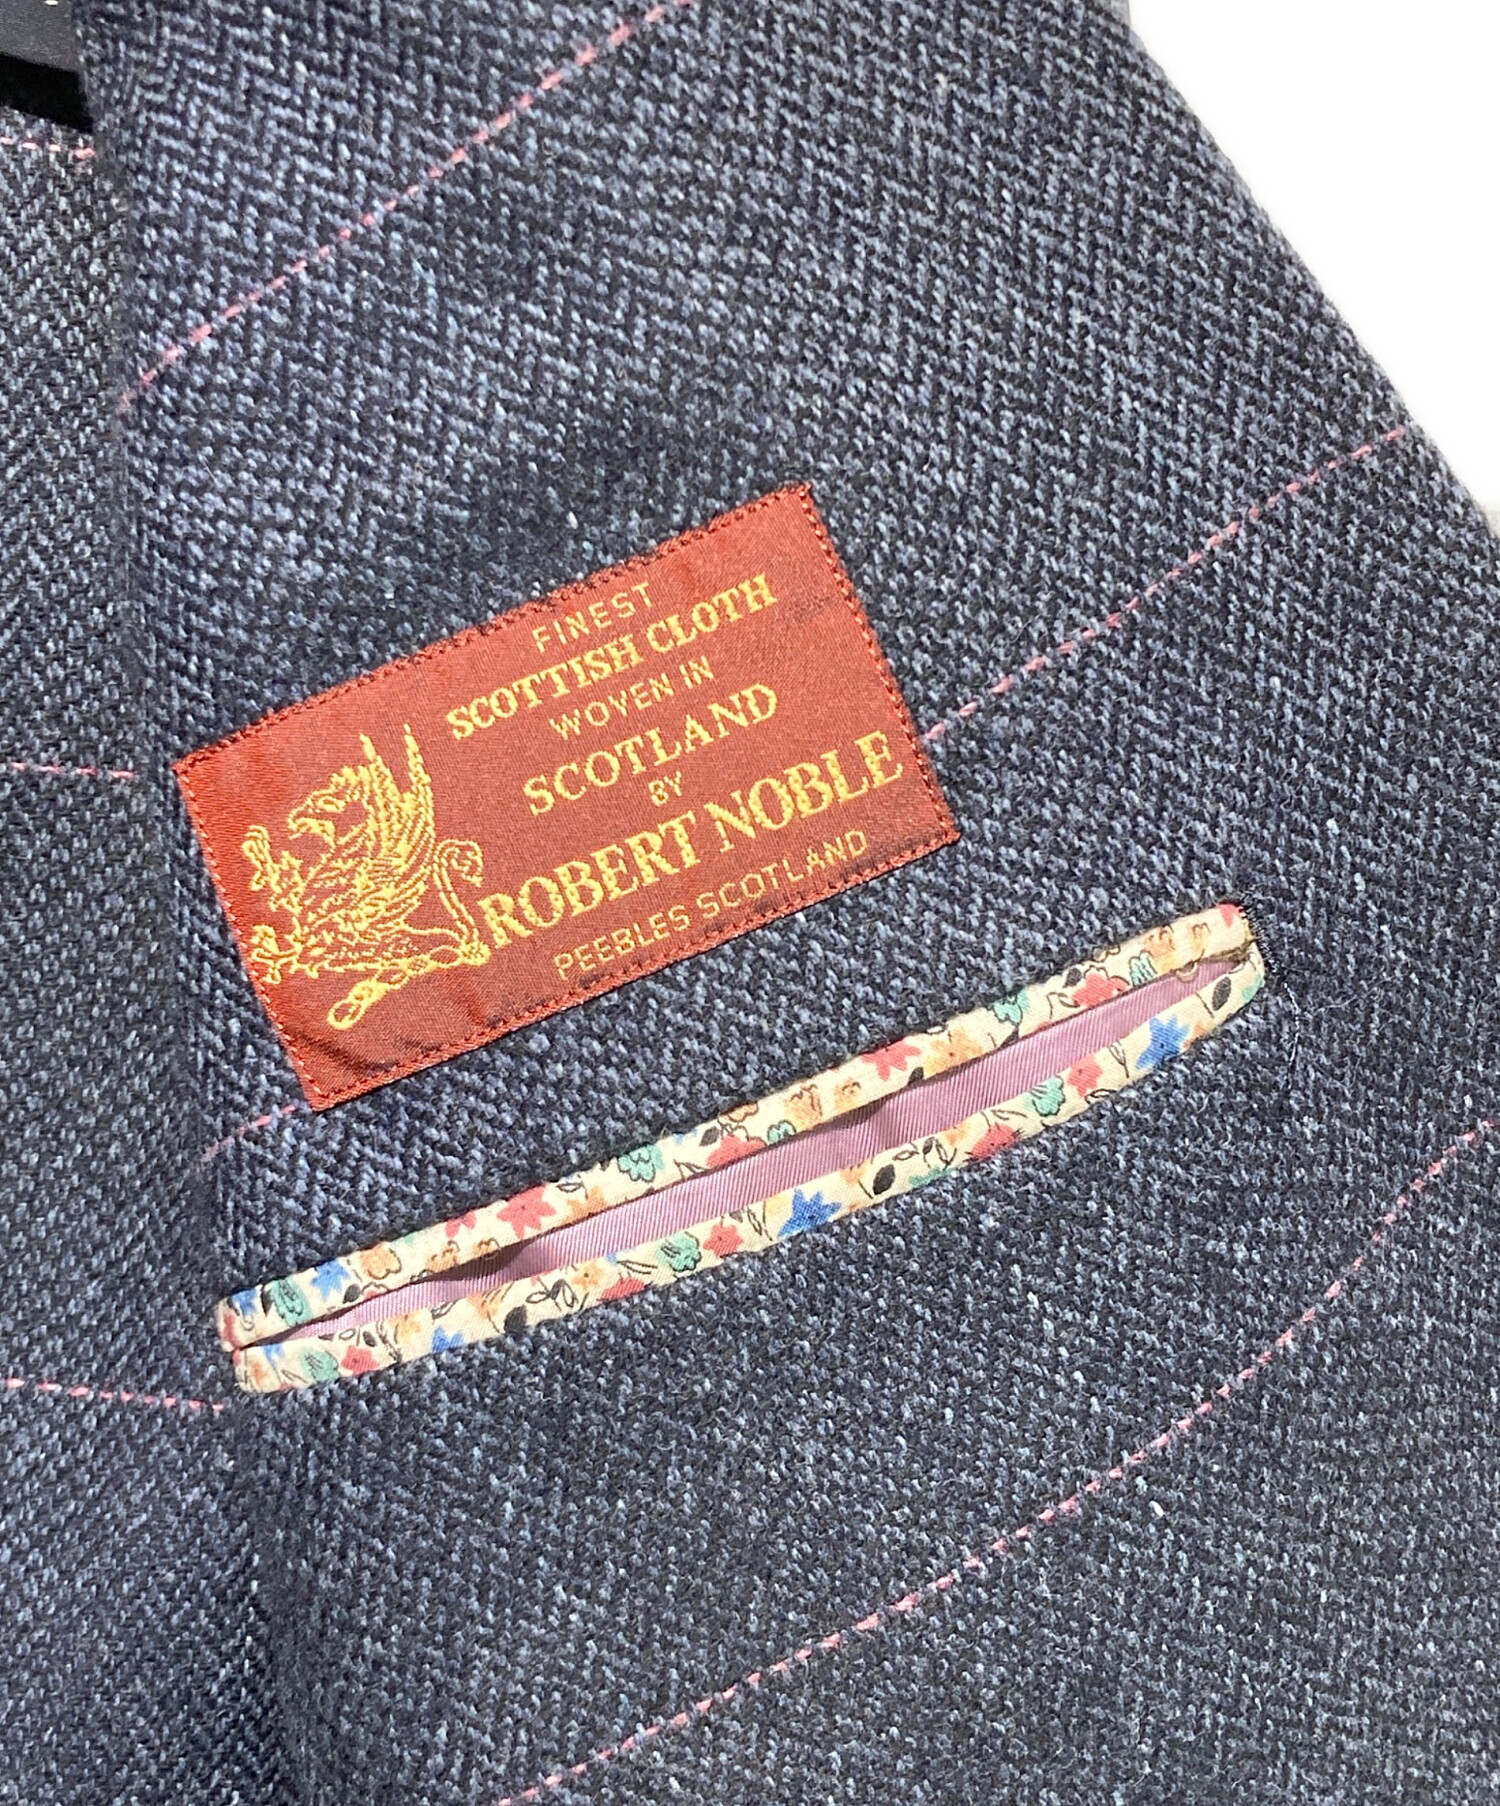 FINEST
SCOTTISH CLOTH
WOVEN IN
SCOTLAND
BY
ROBERT NOBLE
PEEBLES SCOTLAND